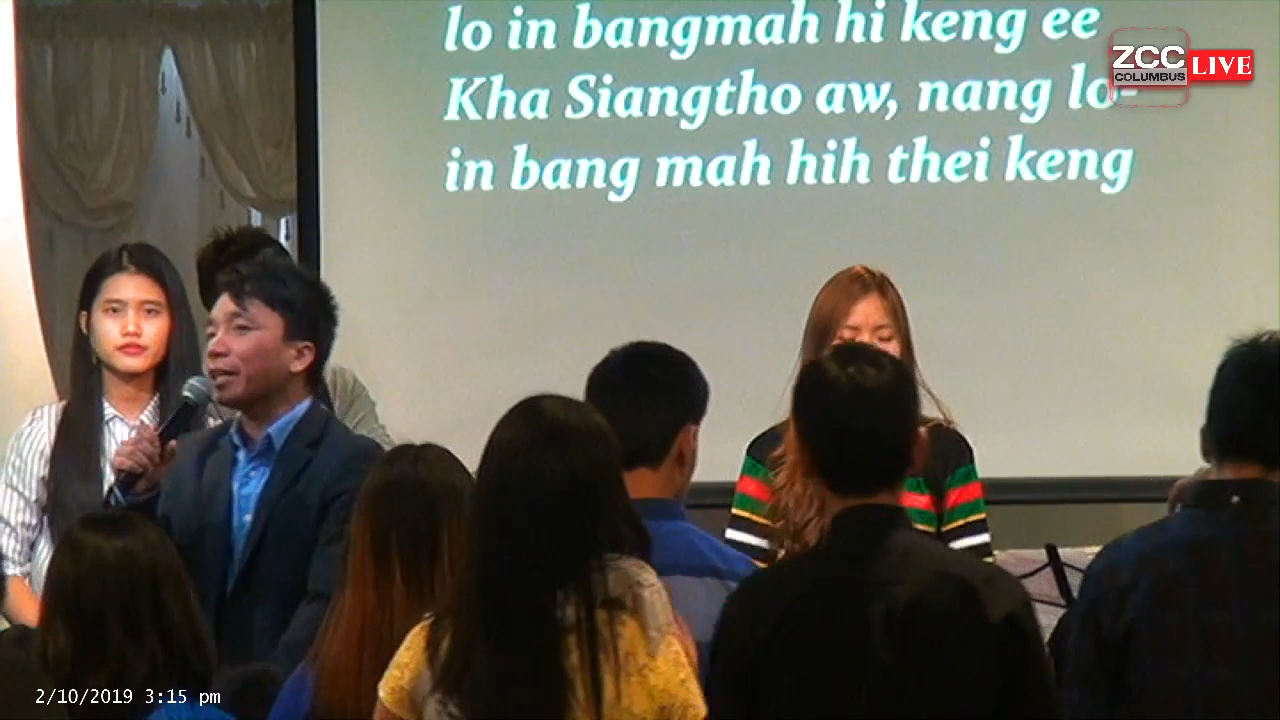 lo in bangmah hi keng ee
Kha Siangtho aw, nang lo-
in bang mah hih thei keng
ZCC
COLUMBUS
LIVE
2/10/2019 3:15 pm